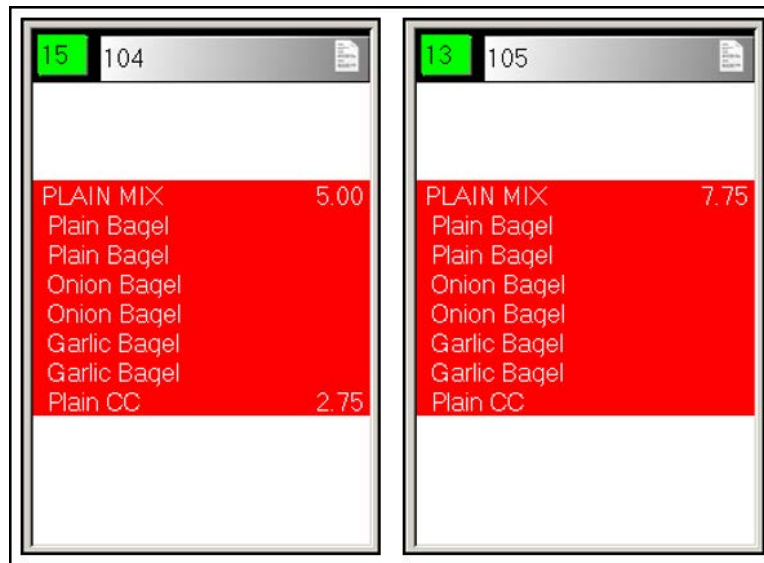 15 104
PLAIN MIX 5.00
Plain Bagel
Plain Bagel
Onion Bagel
Onion Bagel
Garlic Bagel
Garlic Bagel
Plain CC 2.75
13 105
PLAIN MIX 7.75
Plain Bagel
Plain Bagel
Onion Bagel
Onion Bagel
Garlic Bagel
Garlic Bagel
Plain CC